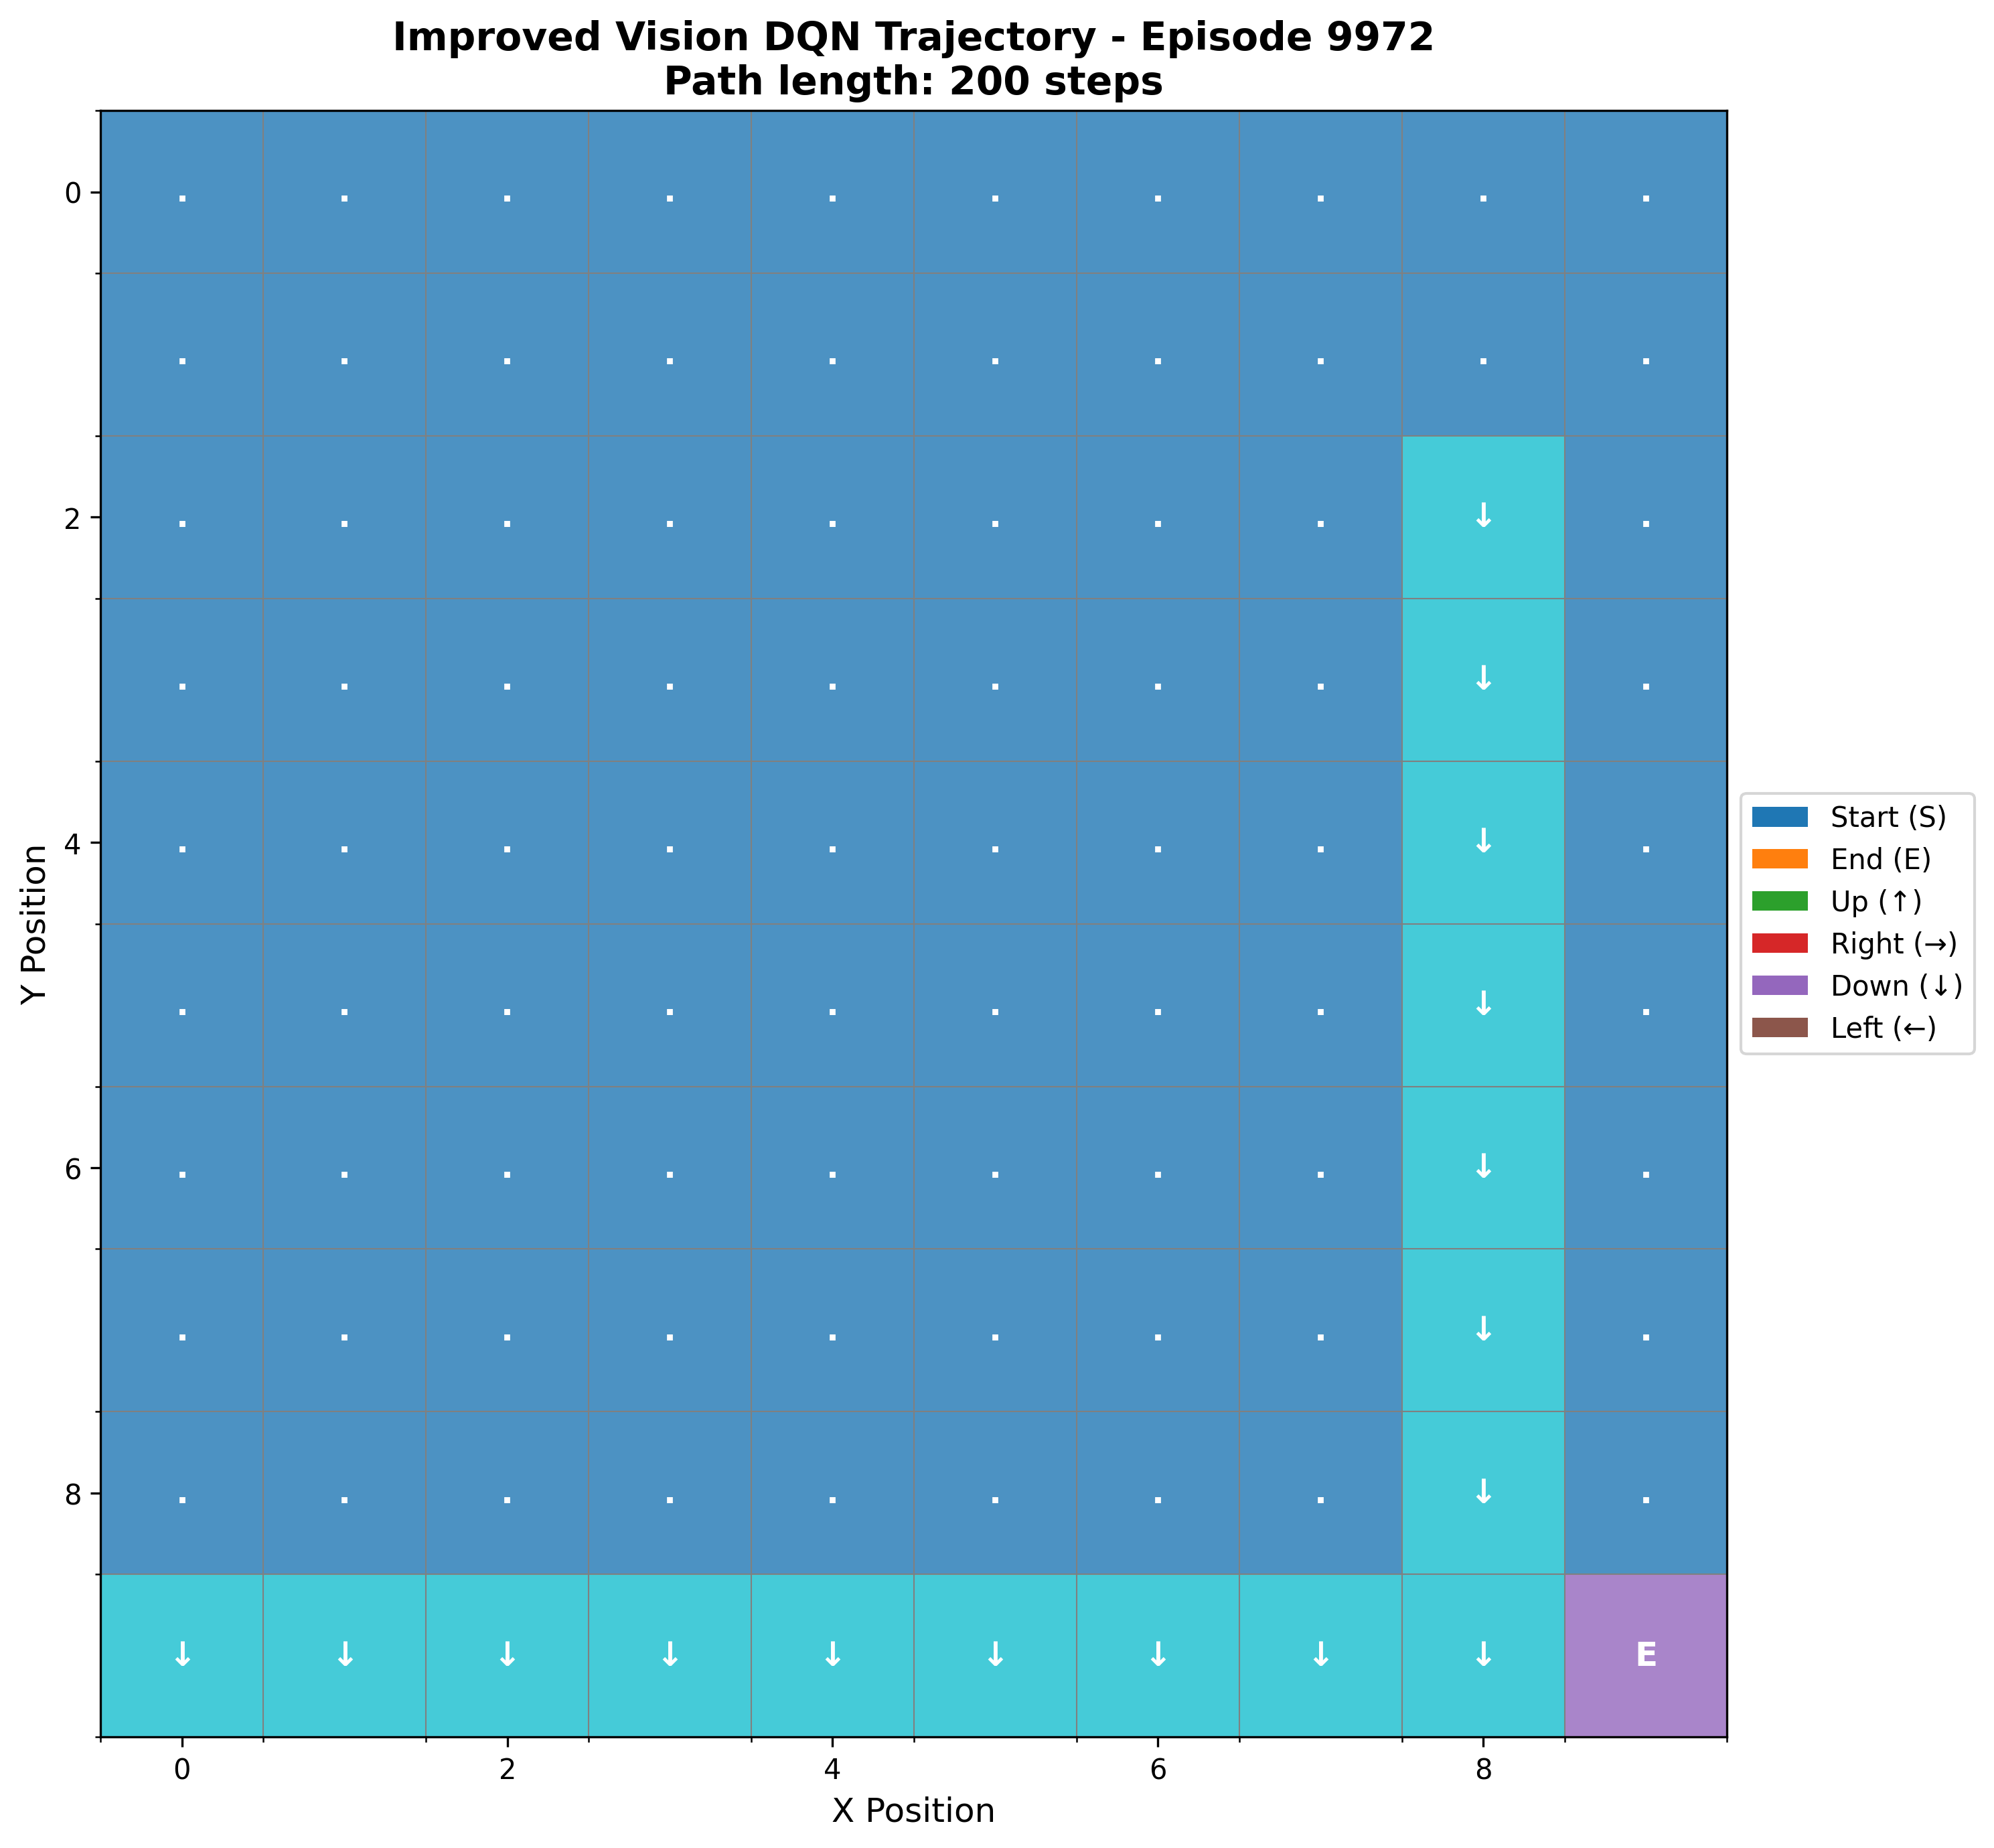 Improved Vision DQN Trajectory - Episode 9972
Path length: 200 steps
0
. . . . . . . . . .
. . . . . . . . . .
2
. . . . . . . . ↓ .
. . . . . . . . ↓ .
4
. . . . . . . . ↓ .
. . . . . . . . ↓ .
6
. . . . . . . . ↓ .
. . . . . . . . ↓ .
8
. . . . . . . . ↓ .
↓ ↓ ↓ ↓ ↓ ↓ ↓ ↓ ↓ E
0 2 4 6 8
X Position
Y Position
Start (S)
End (E)
Up (↑)
Right (→)
Down (↓)
Left (←)